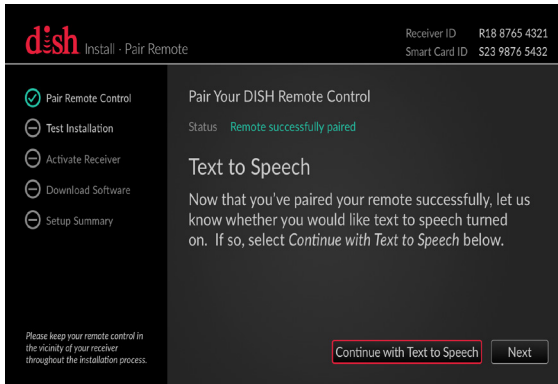 dish Install - Pair Remote
Receiver ID R18 8765 4321
Smart Card ID S23 9876 5432
Pair Remote Control
Test Installation
Activate Receiver
Download Software
Setup Summary
Please keep your remote control in
the vicinity of your receiver
throughout the installation process.
Pair Your DISH Remote Control
Status Remote successfully paired
Text to Speech
Now that you've paired your remote successfully, let us
know whether you would like text to speech turned
on. If so, select Continue with Text to Speech below.
Continue with Text to Speech
Next